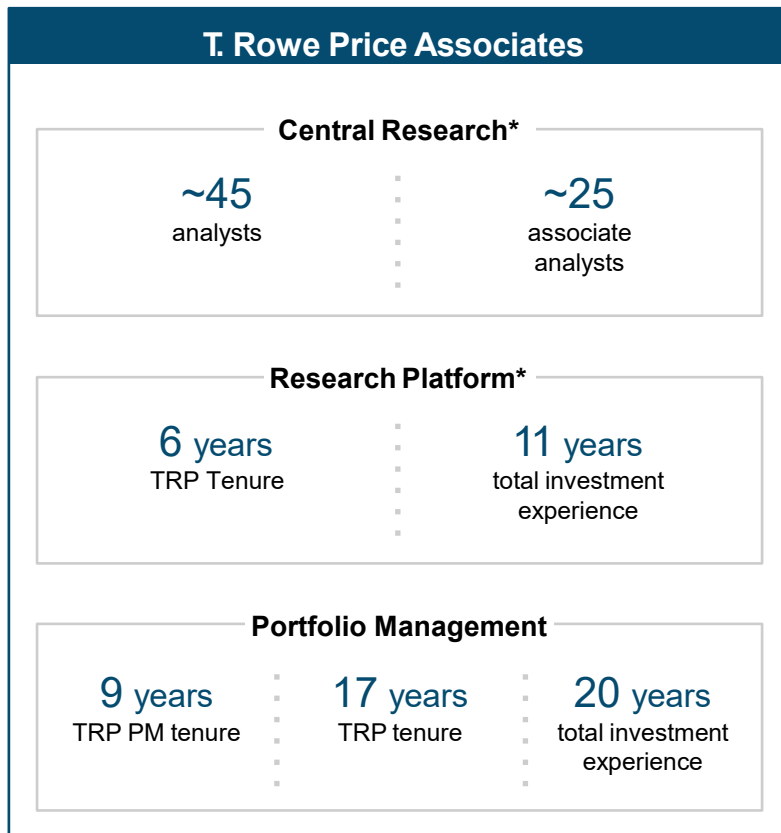 T. Rowe Price Associates
Central Research*
~45
analysts
~25
associate
analysts
Research Platform*
6 years
TRP Tenure
11 years
total investment
experience
Portfolio Management
9 years
TRP PM tenure
17 years
TRP tenure
20 years
total investment
experience